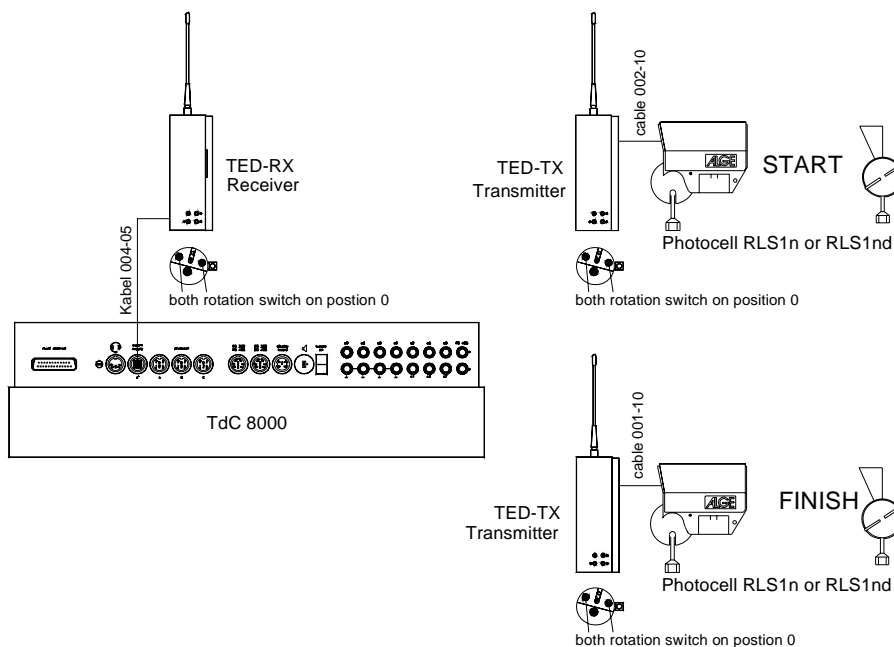 TED-RX
Receiver
Kabel 004-05
both rotation switch on postion 0
TdC 8000
cable 002-10
TED-TX
Transmitter
ALGE
START
Photocell RLS1n or RLS1nd
both rotation switch on position 0
cable 001-10
TED-TX
Transmitter
ALGE
FINISH
Photocell RLS1n or RLS1nd
both rotation switch on postion 0